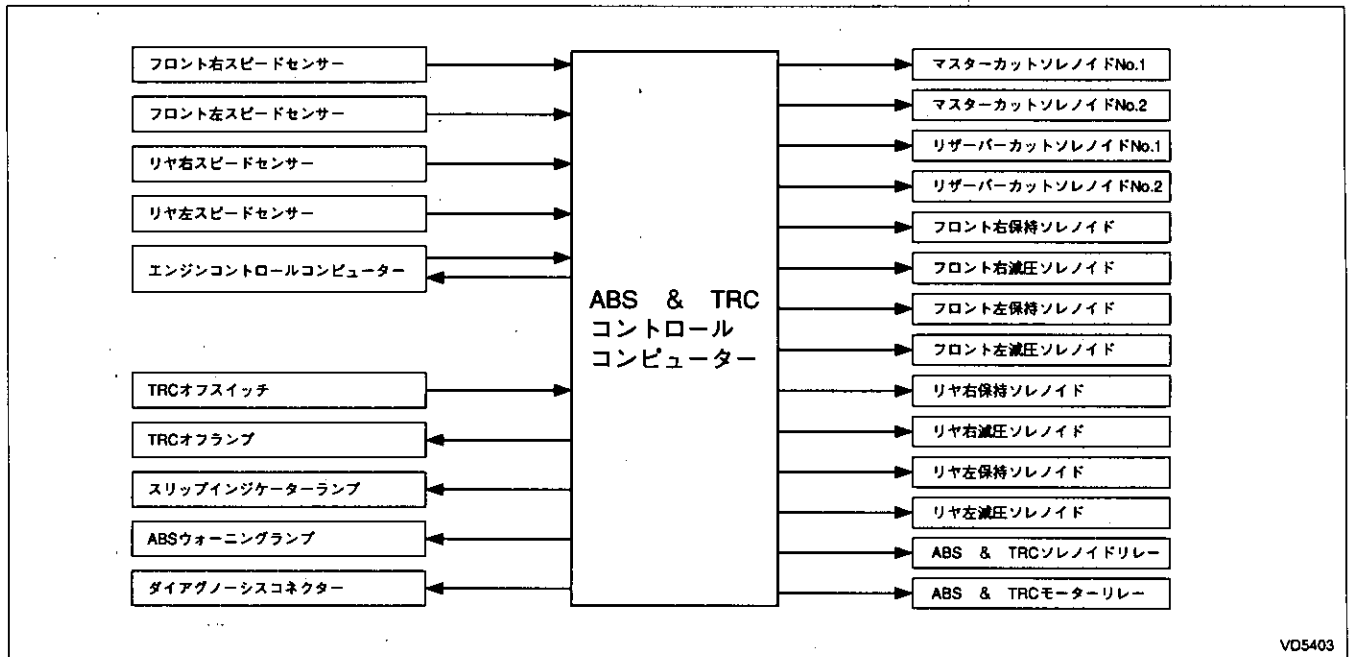 フロント右スピードセンサー
フロント左スピードセンサー
リヤ右スピードセンサー
リヤ左スピードセンサー
エンジンコントロールコンピューター
TRCオフスイッチ
TRCオフランプ
スリップインジケーターランプ
ABSウォーニングランプ
ダイアグノーシスコネクター
ABS & TRC
コントロール
コンピューター
マスターカットソレノイドNo.1
マスターカットソレノイドNo.2
リザーバーカットソレノイドNo.1
リザーバーカットソレノイドNo.2
フロント右保持ソレノイド
フロント右減圧ソレノイド
フロント左保持ソレノイド
フロント左減圧ソレノイド
リヤ右保持ソレノイド
リヤ右減圧ソレノイド
リヤ左保持ソレノイド
リヤ左減圧ソレノイド
ABS & TRCソレノイドリレー
ABS & TRCモーターリレー
VD5403